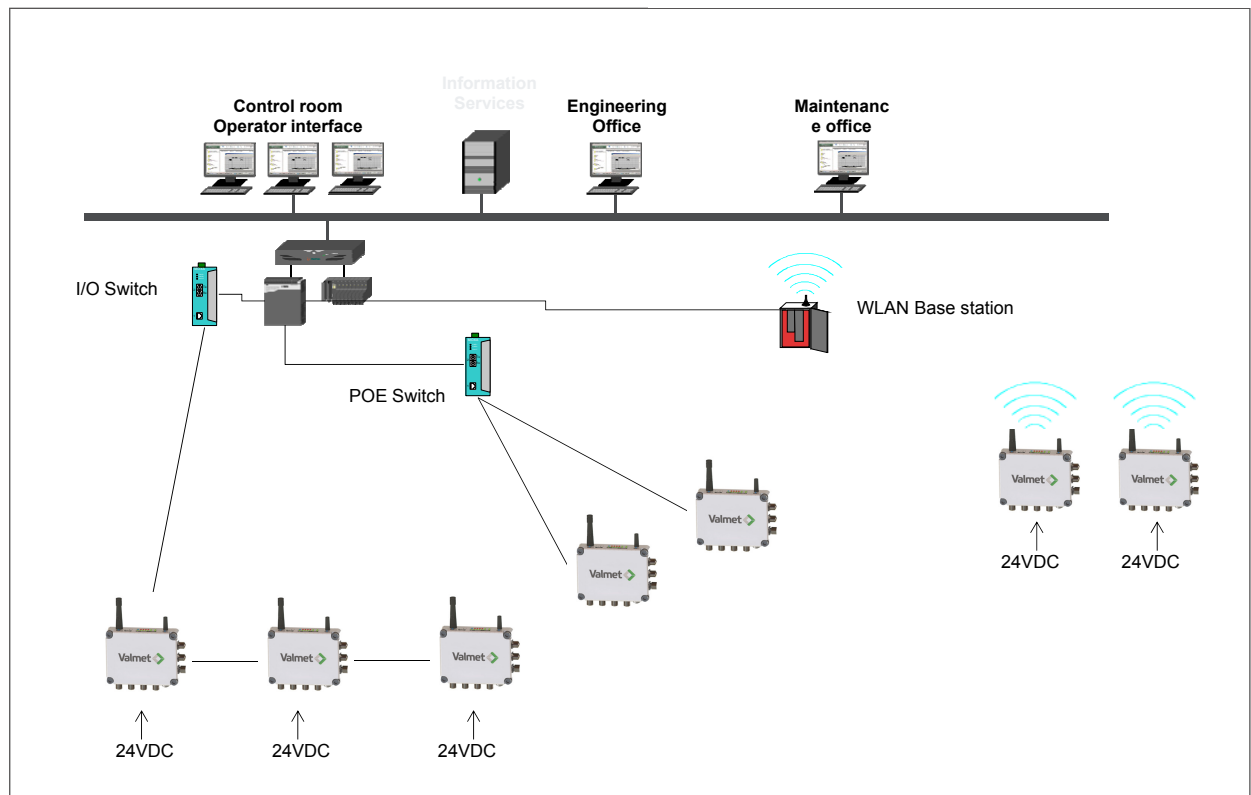 Information
Services
Control room
Operator interface
Engineering
Office
Maintenanc
e office
I/O Switch
WLAN Base station
POE Switch
Valmet
Valmet
Valmet
Valmet
24VDC
24VDC
Valmet
Valmet
Valmet
24VDC
24VDC
24VDC